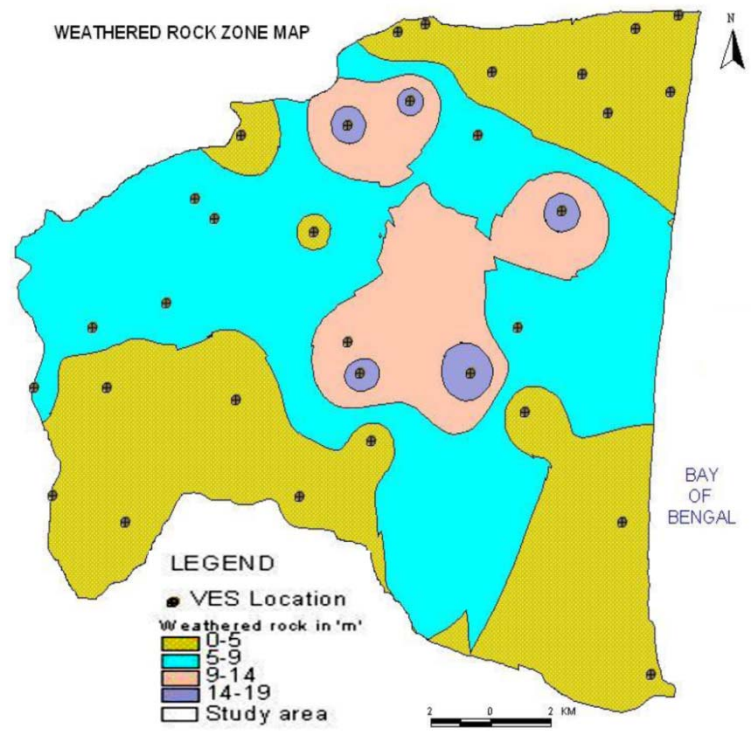 WEATHERED ROCK ZONE MAP
N
BAY
OF
BENGAL
LEGEND
VES Location
Weathered rock in 'm'
0-5
5-9
9-14
14-19
Study area
2 0 2 KM